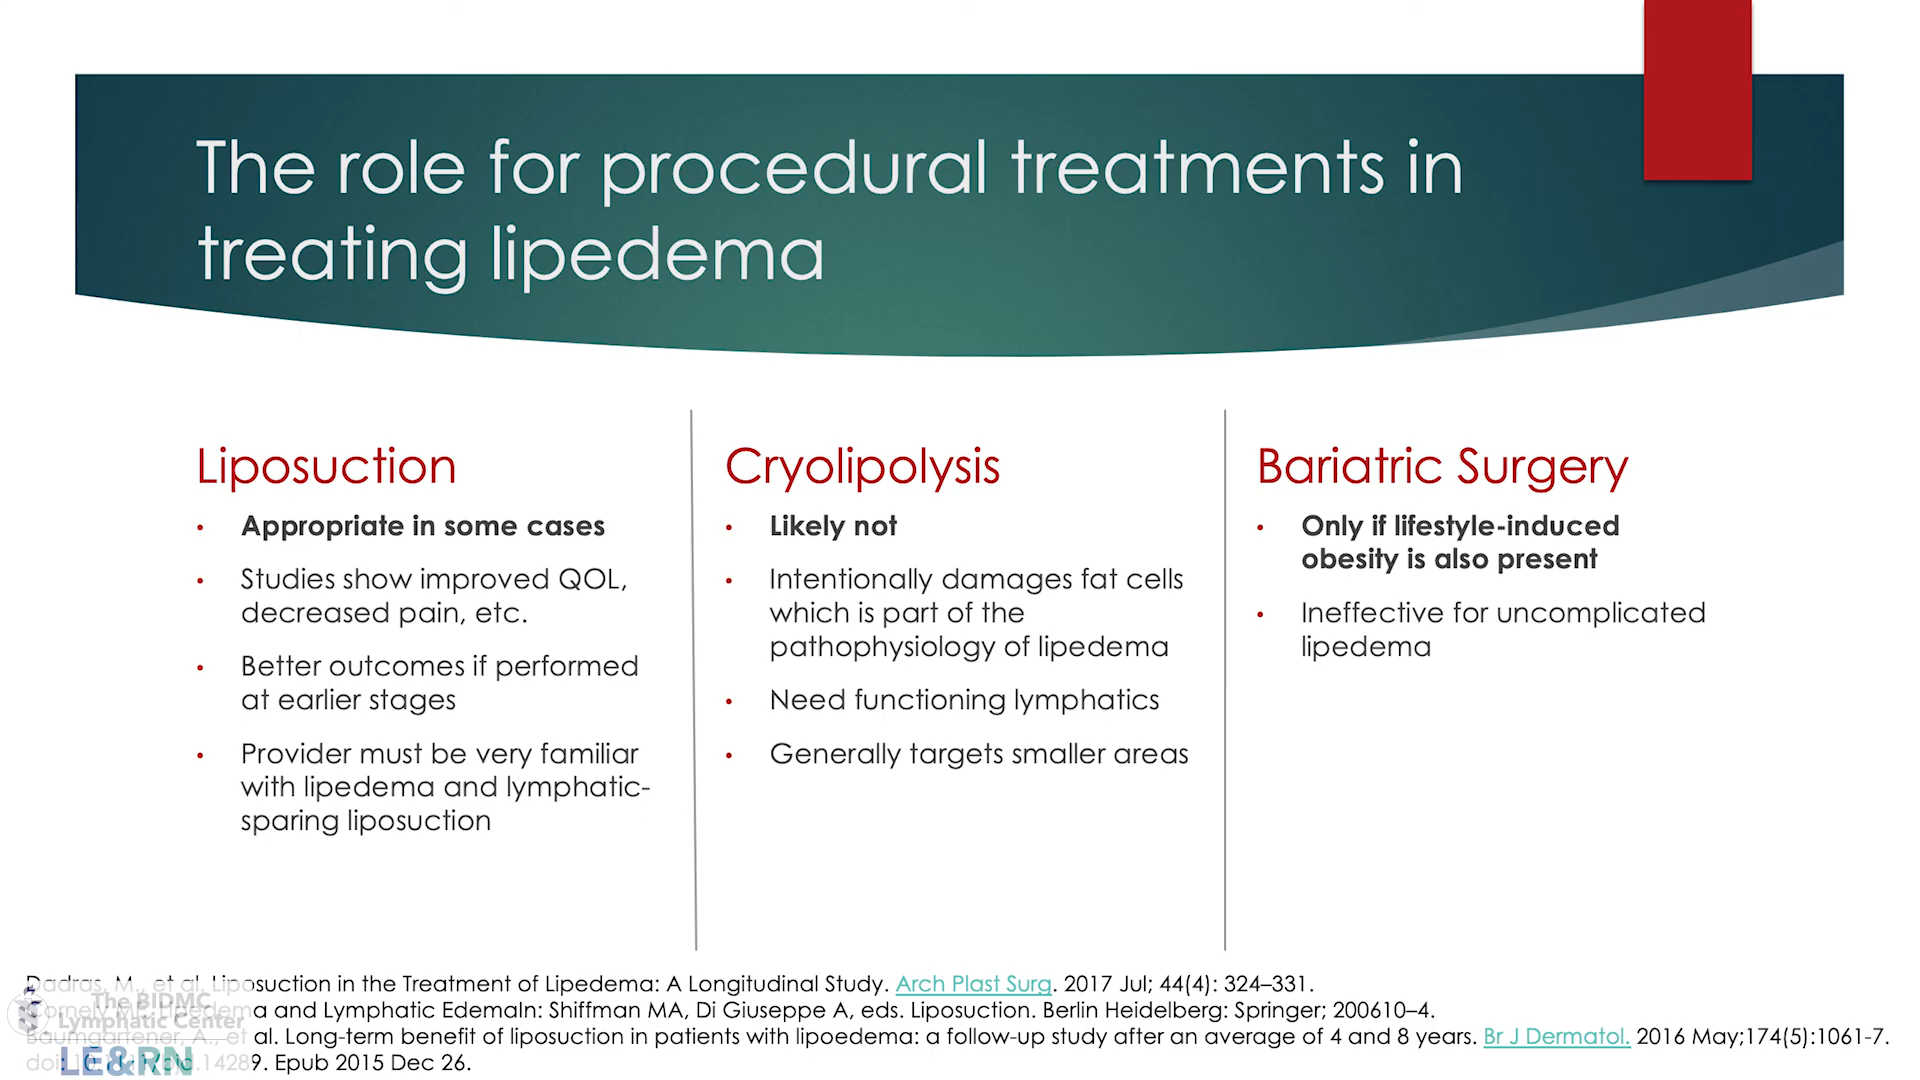 The role for procedural treatments in
treating lipedema
Liposuction
• Appropriate in some cases
• Studies show improved QOL,
decreased pain, etc.
• Better outcomes if performed
at earlier stages
• Provider must be very familiar
with lipedema and lymphatic-
sparing liposuction
Cryolipolysis
• Likely not
• Intentionally damages fat cells
which is part of the
pathophysiology of lipedema
• Need functioning lymphatics
• Generally targets smaller areas
Bariatric Surgery
• Only if lifestyle-induced
obesity is also present
• Ineffective for uncomplicated
lipedema
Dadras, M., et al. Liposuction in the Treatment of Lipedema: A Longitudinal Study. Arch Plast Surg. 2017 Jul; 44(4): 324–331.
Cornely ME. Lipedema and Lymphatic EdemaIn: Shiffman MA, Di Giuseppe A, eds. Liposuction. Berlin Heidelberg: Springer; 200610–4.
Baumgartener, A., et al. Long-term benefit of liposuction in patients with lipoedema: a follow-up study after an average of 4 and 8 years. Br J Dermatol. 2016 May;174(5):1061-7.
doi: .14289. Epub 2015 Dec 26.
The BIDMC
Lymphatic Center
LE&RN